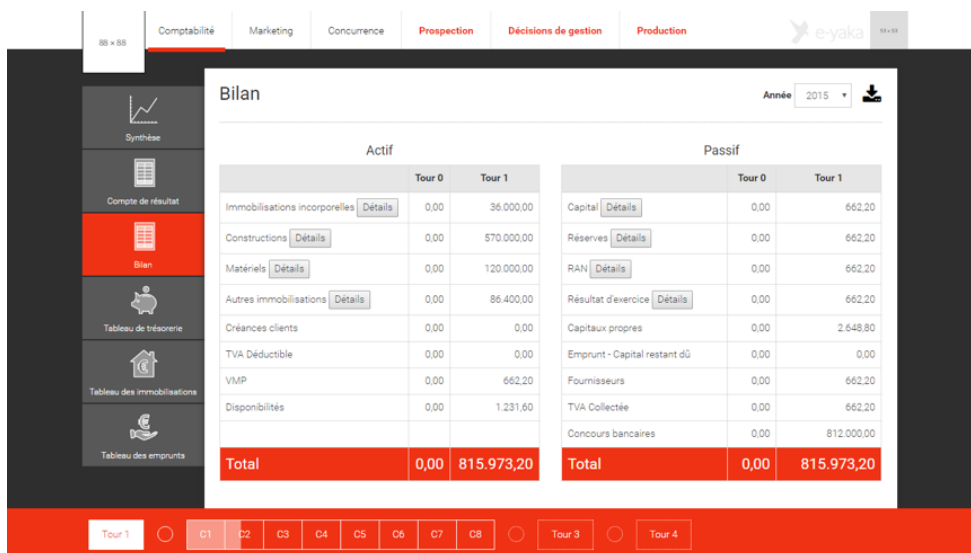 88 × 88
Comptabilité Marketing Concurrence Prospection Décisions de gestion Production
e-yaka
53 × 53
Synthèse
Compte de résultat
Bilan
Tableau de trésorerie
Tableau des immobilisations
Tableau des emprunts
Bilan
Année 2015
Actif
Tour 0 Tour 1
Immobilisations incorporelles Détails 0,00 36.000,00
Constructions Détails 0,00 570.000,00
Matériels Détails 0,00 120.000,00
Autres immobilisations Détails 0,00 86.400,00
Créances clients 0,00 0,00
TVA Déductible 0,00 0,00
VMP 0,00 662,20
Disponibilités 0,00 1.231,60
Total 0,00 815.973,20
Passif
Tour 0 Tour 1
Capital Détails 0,00 662,20
Réserves Détails 0,00 662,20
RAN Détails 0,00 662,20
Résultat d'exercice Détails 0,00 662,20
Capitaux propres 0,00 2.648,80
Emprunt - Capital restant dû 0,00 0,00
Fournisseurs 0,00 662,20
TVA Collectée 0,00 662,20
Concours bancaires 0,00 812.000,00
Total 0,00 815.973,20
Tour 1 C1 C2 C3 C4 C5 C6 C7 C8 Tour 3 Tour 4